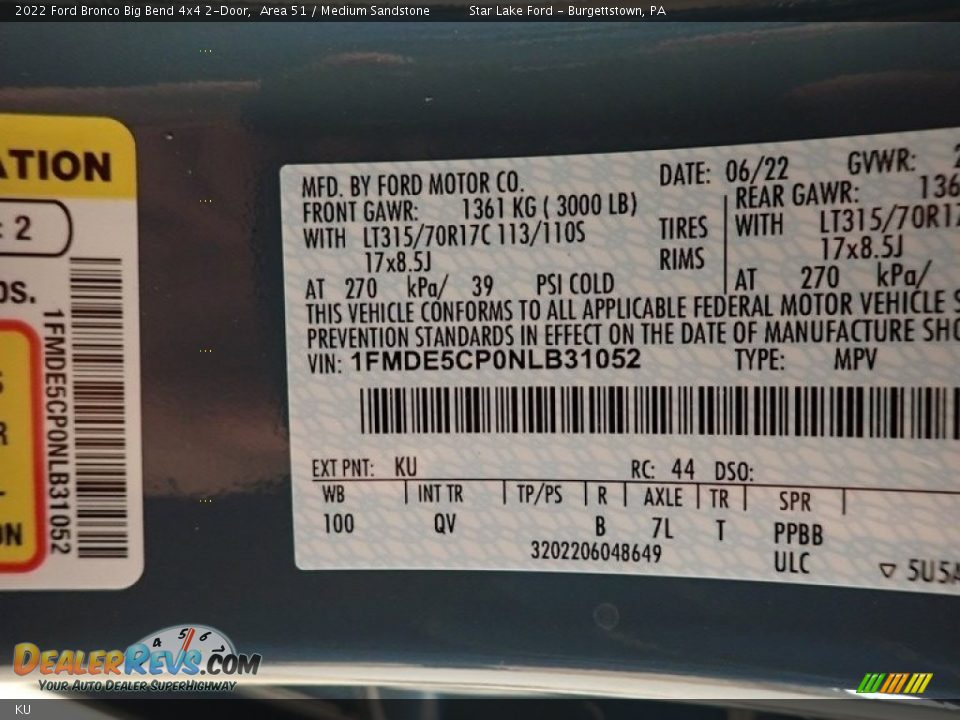 2022 Ford Bronco Big Bend 4x4 2-Door, Area 51 / Medium Sandstone Star Lake Ford - Burgettstown, PA
ATION
: 2
OS.
1FMDE5CP0NLB31052
MFD. BY FORD MOTOR CO. DATE: 06/22 GVWR:
FRONT GAWR: 1361 KG ( 3000 LB) REAR GAWR: 136
WITH LT315/70R17C 113/110S TIRES WITH LT315/70R17
17x8.5J RIMS 17x8.5J
AT 270 kPa/ 39 PSI COLD AT 270 kPa/
THIS VEHICLE CONFORMS TO ALL APPLICABLE FEDERAL MOTOR VEHICLE S
PREVENTION STANDARDS IN EFFECT ON THE DATE OF MANUFACTURE SHO
VIN: 1FMDE5CP0NLB31052 TYPE: MPV
EXT PNT: KU RC: 44 DSO:
WB INT TR TP/PS R AXLE TR SPR
100 QV B 7L T PPBB
3202206048649 ULC
▽ 5U5A
4 5 6
DEALERREVS.COM
YOUR AUTO DEALER SUPERHIGHWAY
KU